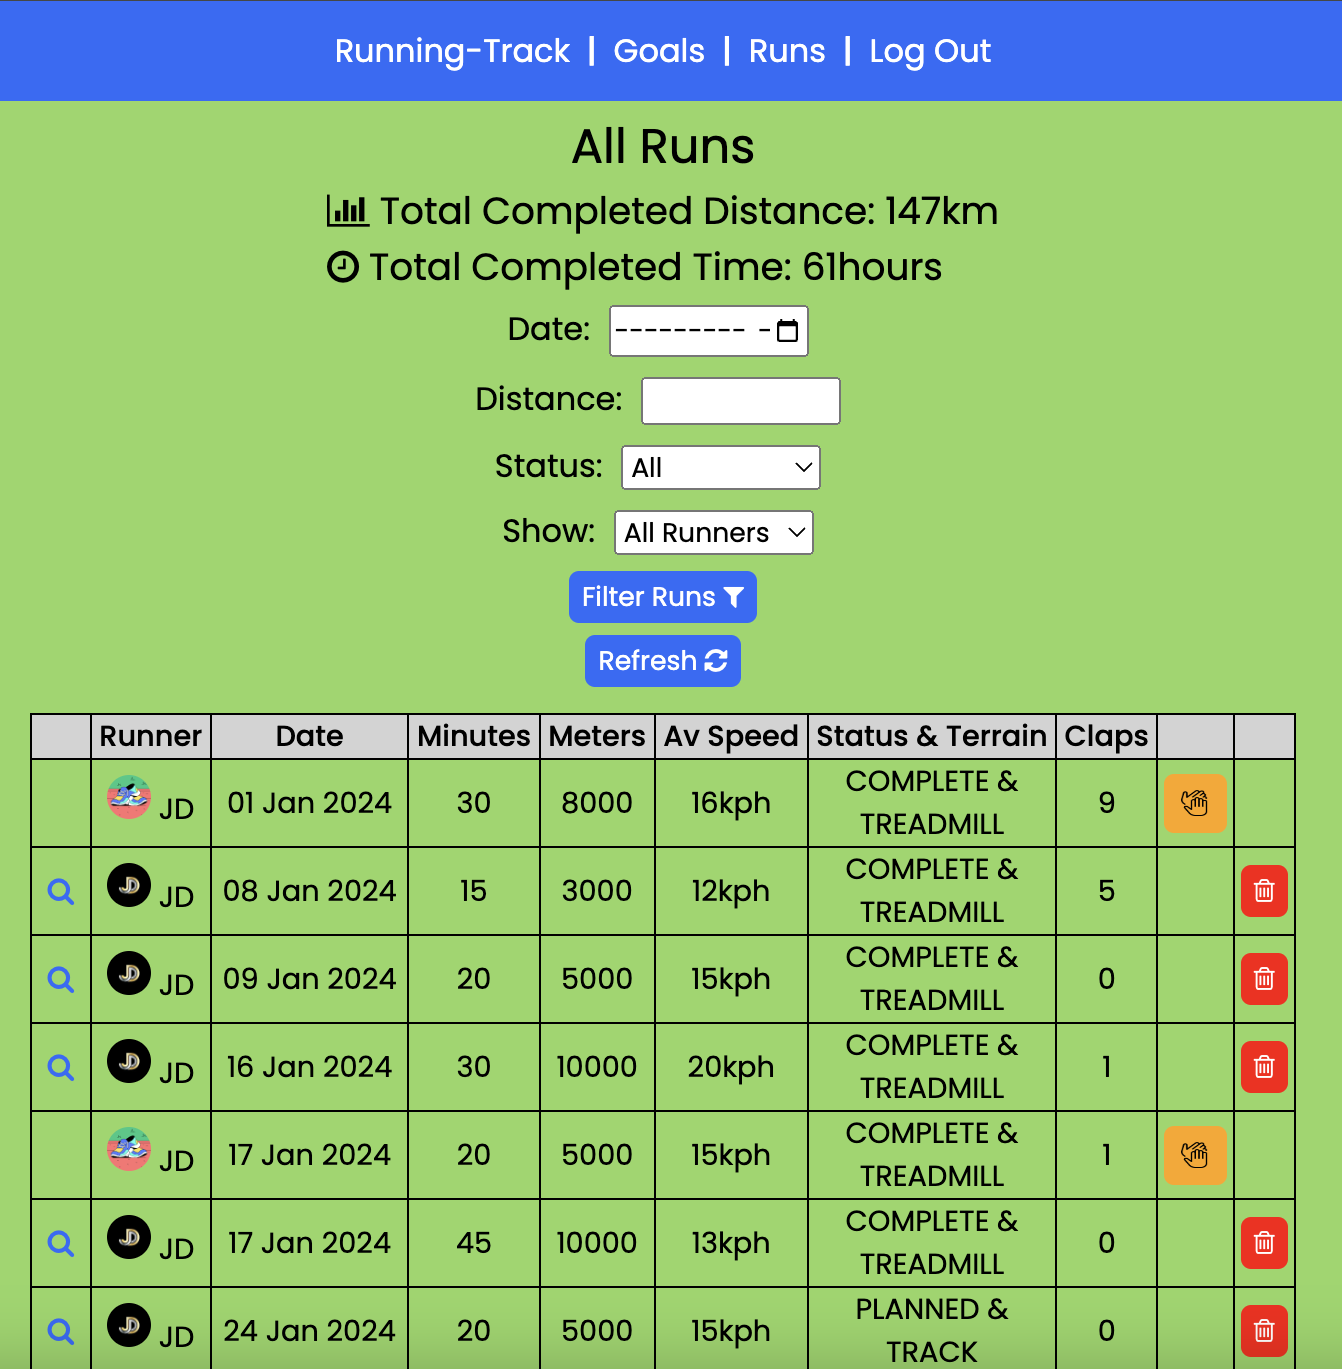 Running-Track | Goals | Runs | Log Out
All Runs
Total Completed Distance: 147km
Total Completed Time: 61hours
Date: --------- -
Distance:
Status: All
Show: All Runners
Filter Runs
Refresh
Runner Date Minutes Meters Av Speed Status & Terrain Claps
JD 01 Jan 2024 30 8000 16kph COMPLETE & TREADMILL 9
JD JD 08 Jan 2024 15 3000 12kph COMPLETE & TREADMILL 5
JD JD 09 Jan 2024 20 5000 15kph COMPLETE & TREADMILL 0
JD JD 16 Jan 2024 30 10000 20kph COMPLETE & TREADMILL 1
JD 17 Jan 2024 20 5000 15kph COMPLETE & TREADMILL 1
JD JD 17 Jan 2024 45 10000 13kph COMPLETE & TREADMILL 0
JD JD 24 Jan 2024 20 5000 15kph PLANNED & TRACK 0